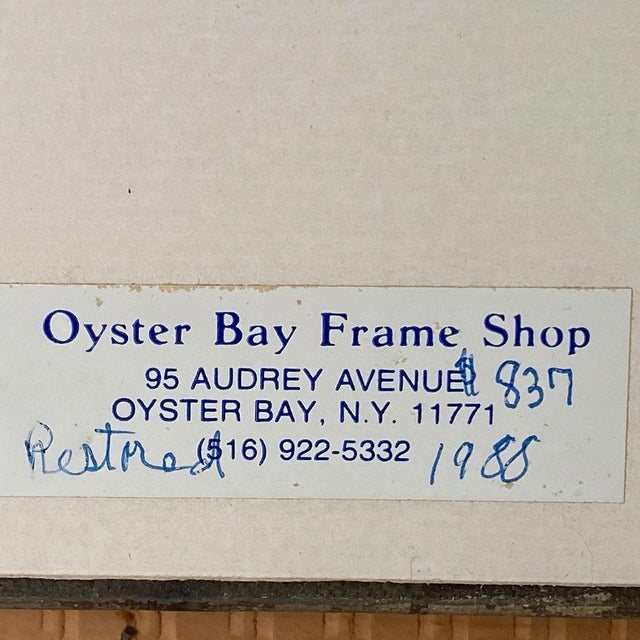 Oyster Bay Frame Shop
95 AUDREY AVENUE $ 837
OYSTER BAY, N.Y. 11771
Restored (516) 922-5332 1988